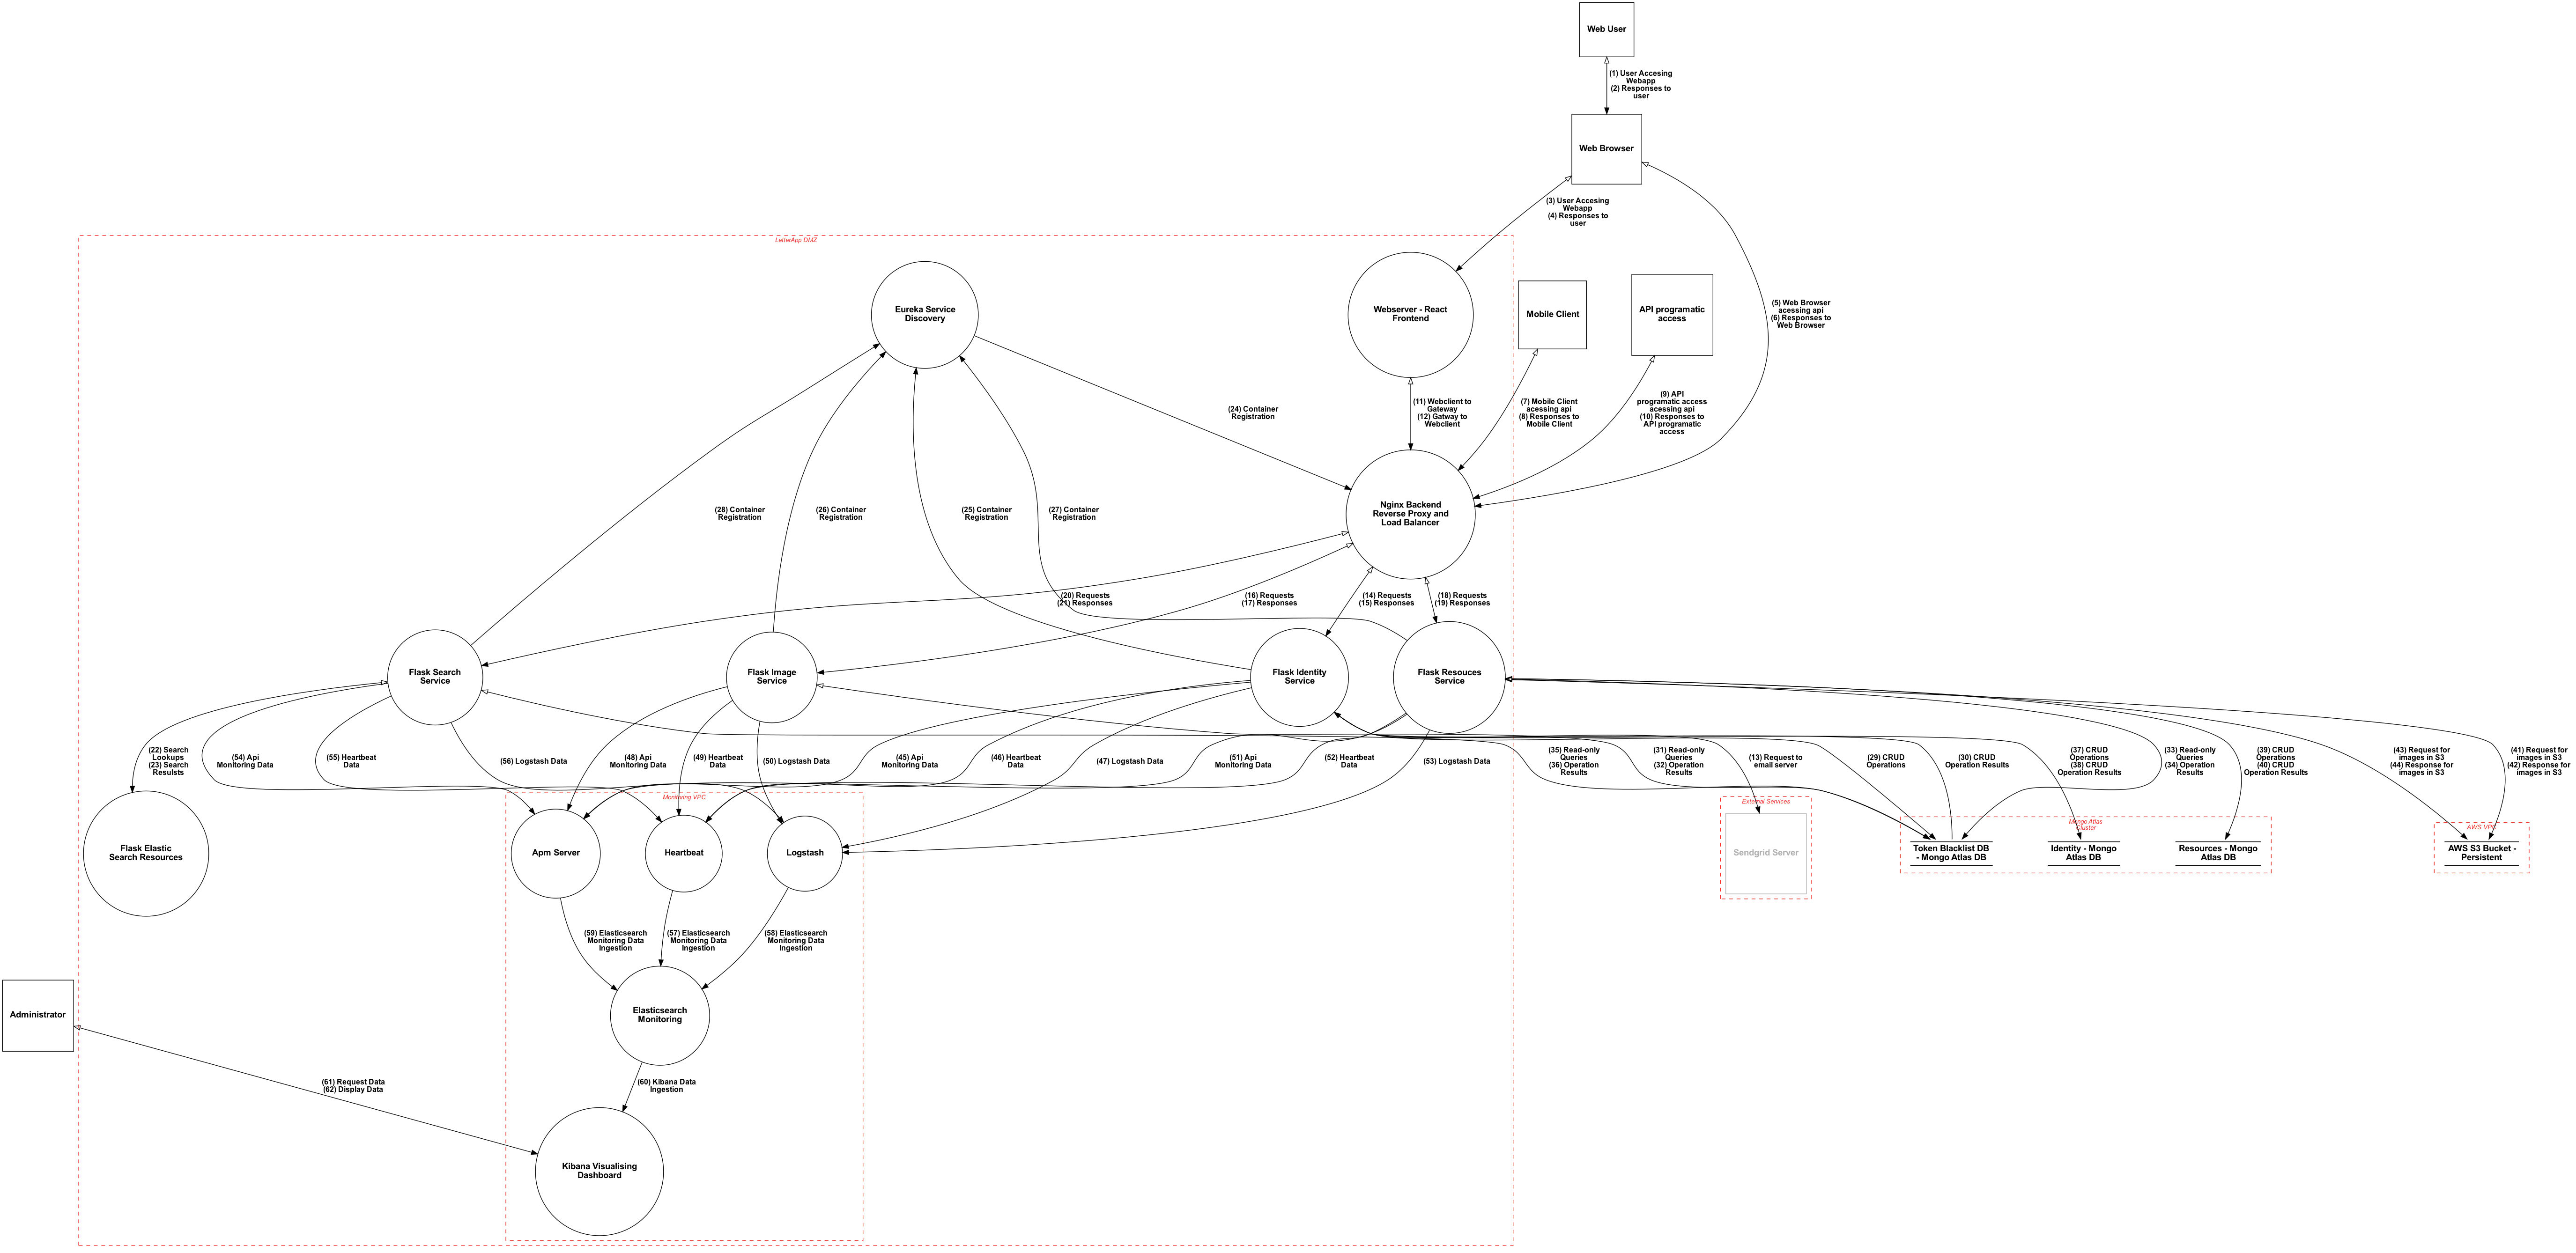 Web User
(1) User Accesing
Webapp
(2) Responses to
user
Web Browser
(3) User Accesing
Webapp
(4) Responses to
user
LetterApp DMZ
Eureka Service
Discovery
Webserver - React
Frontend
Mobile Client
API programatic
access
(5) Web Browser
acessing api
(6) Responses to
Web Browser
(24) Container
Registration
(11) Webclient to
Gateway
(12) Gatway to
Webclient
(7) Mobile Client
acessing api
(8) Responses to
Mobile Client
(9) API
programatic access
acessing api
(10) Responses to
API programatic
access
(28) Container
Registration
(26) Container
Registration
(25) Container
Registration
(27) Container
Registration
Nginx Backend
Reverse Proxy and
Load Balancer
(20) Requests
(21) Responses
(16) Requests
(17) Responses
(14) Requests
(15) Responses
(18) Requests
(19) Responses
Flask Search
Service
Flask Image
Service
Flask Identity
Service
Flask Resouces
Service
(22) Search
Lookups
(23) Search
Resulsts
(54) Api
Monitoring Data
(55) Heartbeat
Data
(56) Logstash Data
(48) Api
Monitoring Data
(49) Heartbeat
Data
(50) Logstash Data
(45) Api
Monitoring Data
(46) Heartbeat
Data
(47) Logstash Data
(51) Api
Monitoring Data
(52) Heartbeat
Data
(53) Logstash Data
(35) Read-only
Queries
(36) Operation
Results
(31) Read-only
Queries
(32) Operation
Results
(13) Request to
email server
(29) CRUD
Operations
(30) CRUD
Operation Results
(37) CRUD
Operations
(38) CRUD
Operation Results
(33) Read-only
Queries
(34) Operation
Results
(39) CRUD
Operations
(40) CRUD
Operation Results
(43) Request for
images in S3
(44) Response for
images in S3
(41) Request for
images in S3
(42) Response for
images in S3
Monitoring VPC
External Services
Mongo Atlas
Cluster
AWS VPC
Flask Elastic
Search Resources
Apm Server
Heartbeat
Logstash
Sendgrid Server
Token Blacklist DB
- Mongo Atlas DB
Identity - Mongo
Atlas DB
Resources - Mongo
Atlas DB
AWS S3 Bucket -
Persistent
(59) Elasticsearch
Monitoring Data
Ingestion
(57) Elasticsearch
Monitoring Data
Ingestion
(58) Elasticsearch
Monitoring Data
Ingestion
Administrator
Elasticsearch
Monitoring
(61) Request Data
(62) Display Data
(60) Kibana Data
Ingestion
Kibana Visualising
Dashboard